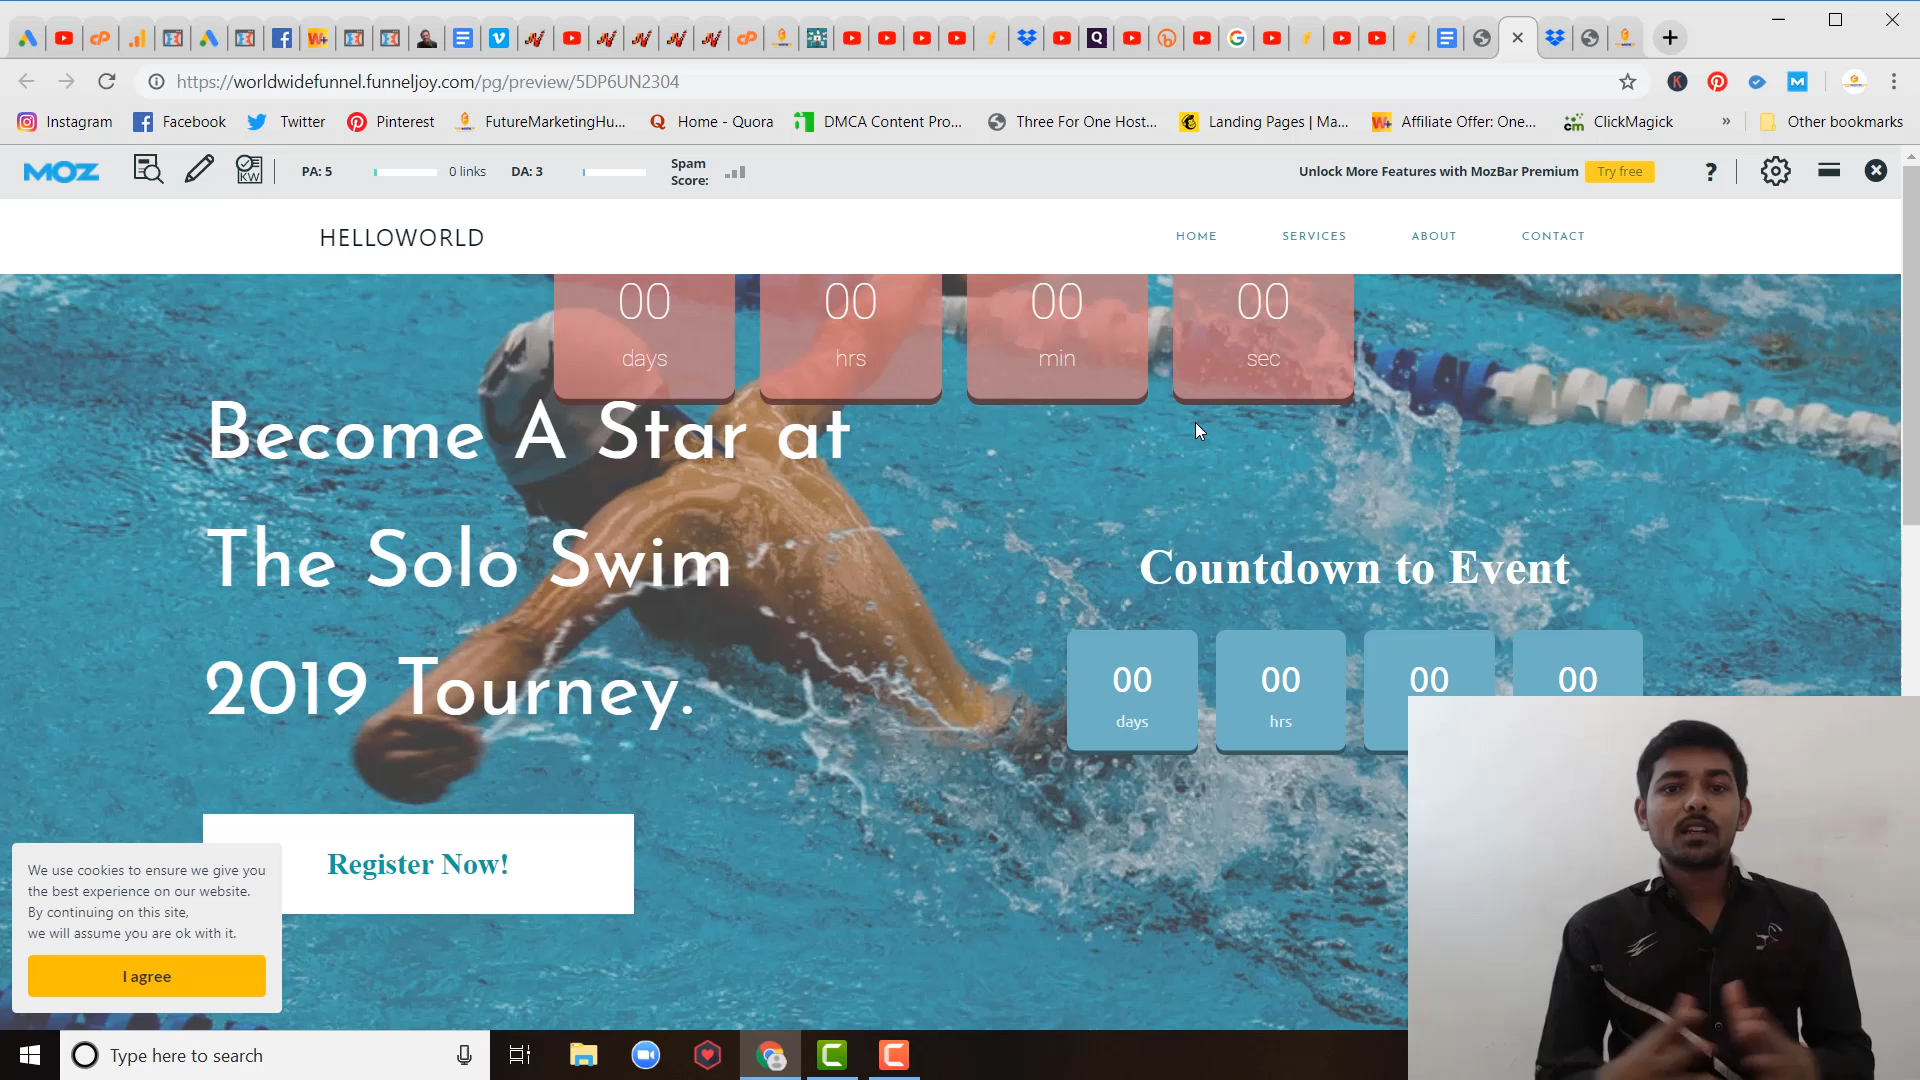 https://worldwidefunnel.funneljoy.com/pg/preview/5DP6UN2304
Instagram Facebook Twitter Pinterest FutureMarketingHu... Home - Quora DMCA Content Pro... Three For One Host... Landing Pages | Ma... Affiliate Offer: One... ClickMagick » Other bookmarks
MOZ KW PA: 5 0 links DA: 3 Spam Score: Unlock More Features with MozBar Premium Try free ?
HELLOWORLD HOME SERVICES ABOUT CONTACT
00 00 00 00
days hrs min sec
Become A Star at
The Solo Swim
2019 Tourney.
Countdown to Event
00 00 00 00
days hrs
Register Now!
We use cookies to ensure we give you
the best experience on our website.
By continuing on this site,
we will assume you are ok with it.
I agree
Type here to search